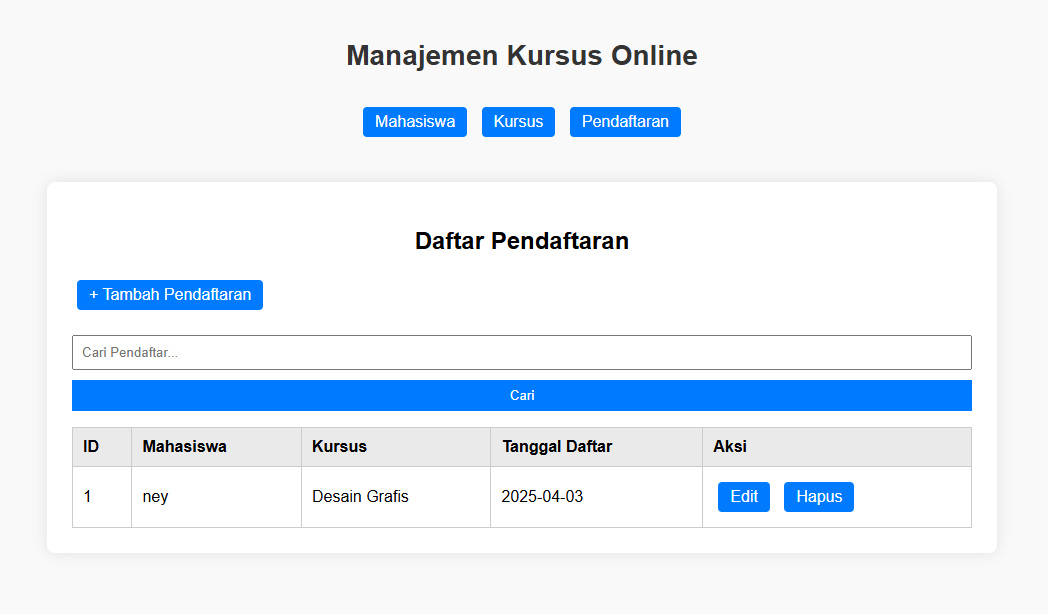 Manajemen Kursus Online
Mahasiswa Kursus Pendaftaran
Daftar Pendaftaran
+ Tambah Pendaftaran
Cari Pendaftar...
Cari
ID Mahasiswa Kursus Tanggal Daftar Aksi
1 ney Desain Grafis 2025-04-03 Edit Hapus